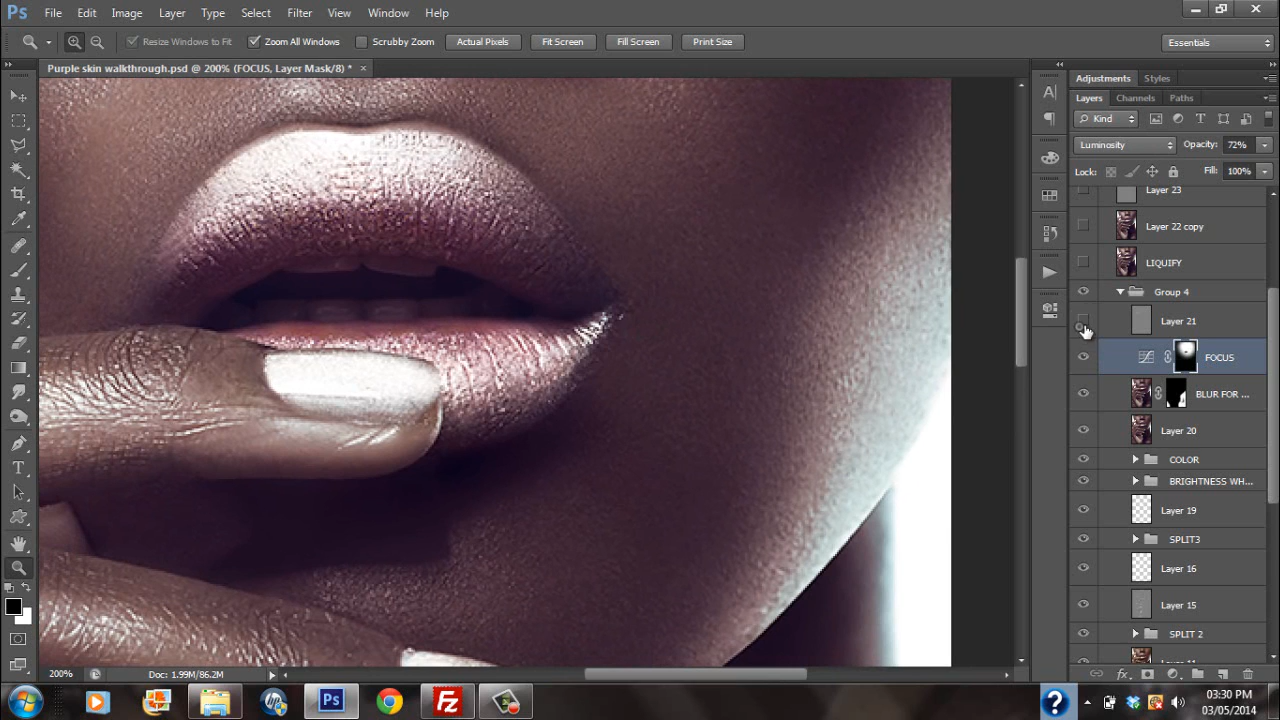 Ps File Edit Image Layer Type Select Filter 3D View Window Help
Resize Windows to Fit Zoom All Windows Scrubby Zoom Actual Pixels Fit Screen Fill Screen Print Size Essentials
Purple skin walkthrough.psd @ 200% (FOCUS, Layer Mask/8) * ×
Adjustments Styles
Layers Channels Paths
Kind
Luminosity Opacity: 72%
Lock: Fill: 100%
Layer 23
Layer 22 copy
LIQUIFY
Group 4
Layer 21
FOCUS
BLUR FOR ...
Layer 20
COLOR
BRIGHTNESS WH...
Layer 19
SPLIT3
Layer 16
Layer 15
SPLIT 2
200% Doc: 1.99M/86.2M
03:30 PM
03/05/2014